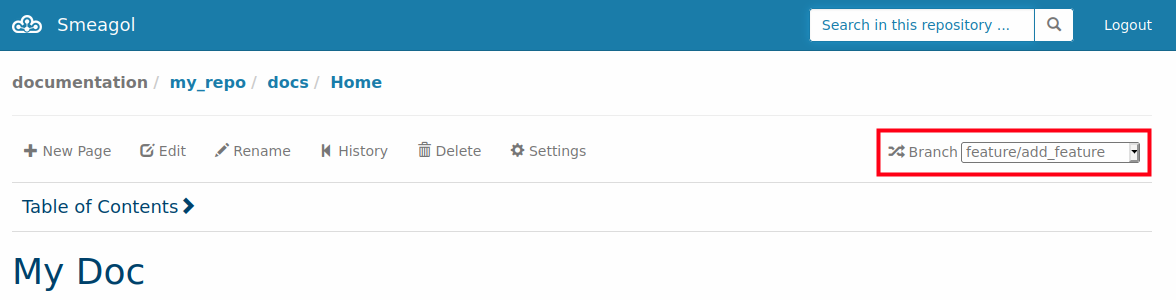 Smeagol Search in this repository ... Logout
documentation / my_repo / docs / Home
New Page Edit Rename History Delete Settings Branch feature/add_feature
Table of Contents
My Doc